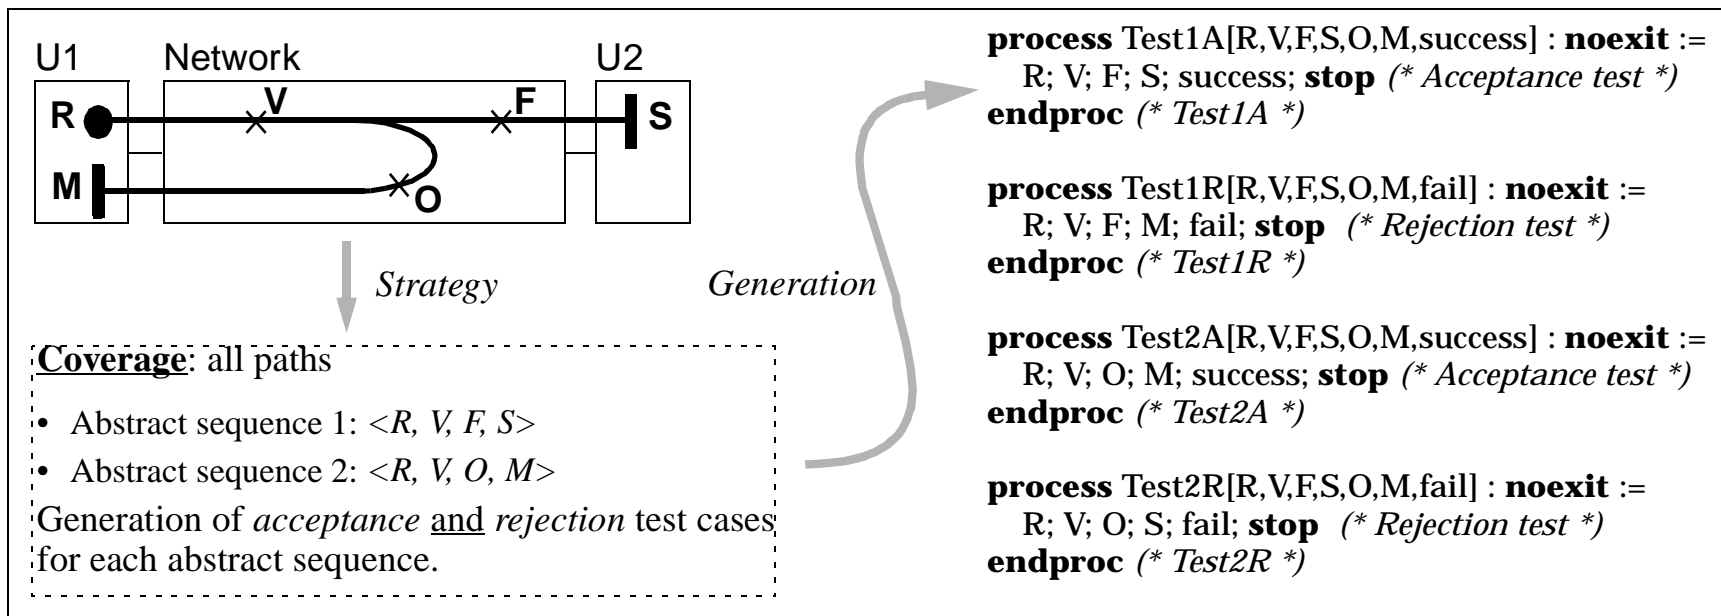 U1
Network
U2
R
V
F
S
M
O
Strategy
Generation
Coverage: all paths
• Abstract sequence 1: <R, V, F, S>
• Abstract sequence 2: <R, V, O, M>
Generation of acceptance and rejection test cases
for each abstract sequence.
process Test1A[R,V,F,S,O,M,success] : noexit :=
R; V; F; S; success; stop (* Acceptance test *)
endproc (* Test1A *)
process Test1R[R,V,F,S,O,M,fail] : noexit :=
R; V; F; M; fail; stop (* Rejection test *)
endproc (* Test1R *)
process Test2A[R,V,F,S,O,M,success] : noexit :=
R; V; O; M; success; stop (* Acceptance test *)
endproc (* Test2A *)
process Test2R[R,V,F,S,O,M,fail] : noexit :=
R; V; O; S; fail; stop (* Rejection test *)
endproc (* Test2R *)